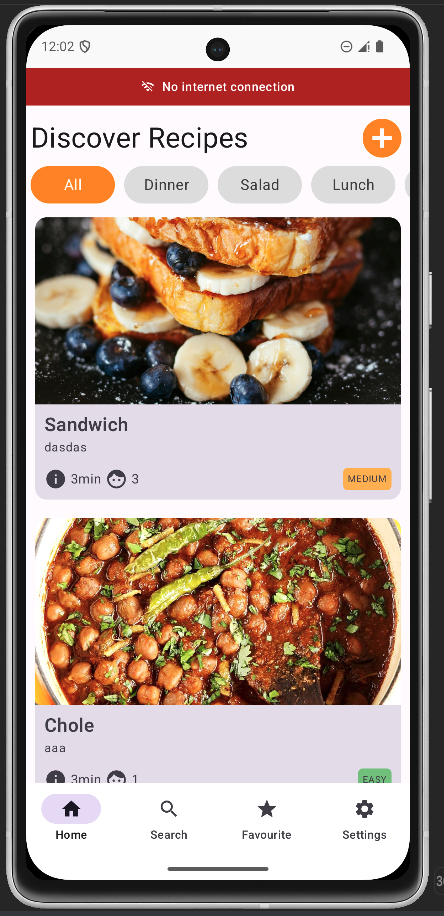 12:02
No internet connection
Discover Recipes
All Dinner Salad Lunch
Sandwich
dasdas
3min 3 MEDIUM
Chole
aaa
3min 1 EASY
Home Search Favourite Settings